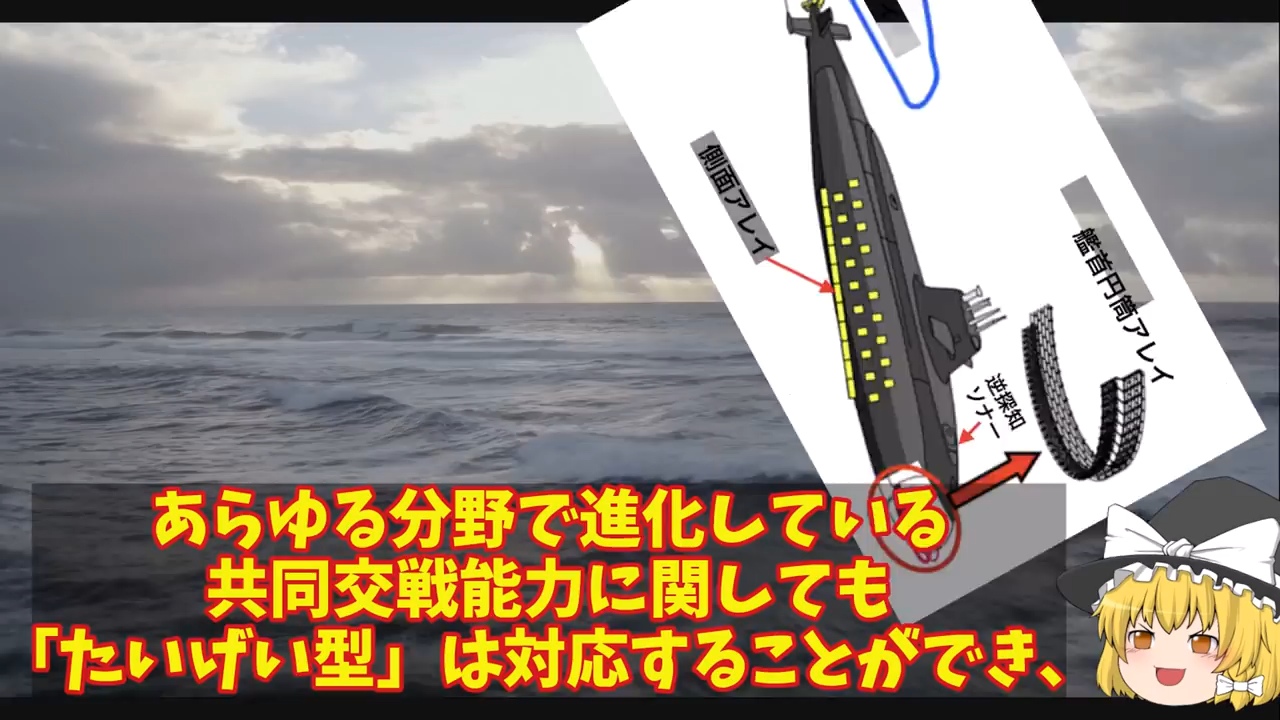 側面アレイ
艦首円筒アレイ
逆探知
ソナー
あらゆる分野で進化している
共同交戦能力に関しても
「たいげい型」は対応することができ、